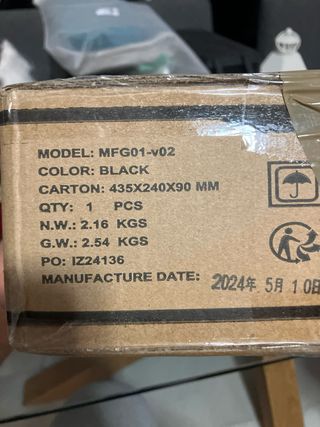 MODEL: MFG01-v02
COLOR: BLACK
CARTON: 435X240X90 MM
QTY: 1 PCS
N.W.: 2.16 KGS
G.W.: 2.54 KGS
PO: IZ24136
MANUFACTURE DATE: 2024年 5月 10日